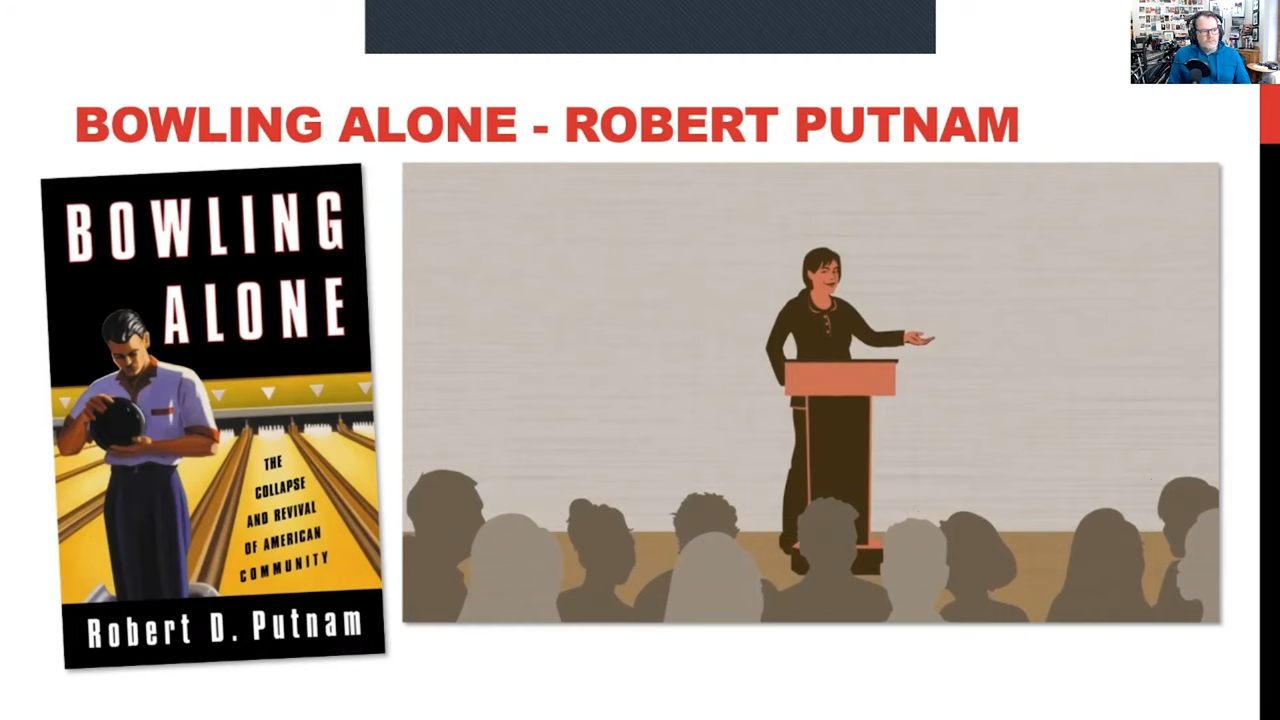 BOWLING ALONE - ROBERT PUTNAM
BOWLING
ALONE
THE
COLLAPSE
AND REVIVAL
OF AMERICAN
COMMUNITY
Robert D. Putnam